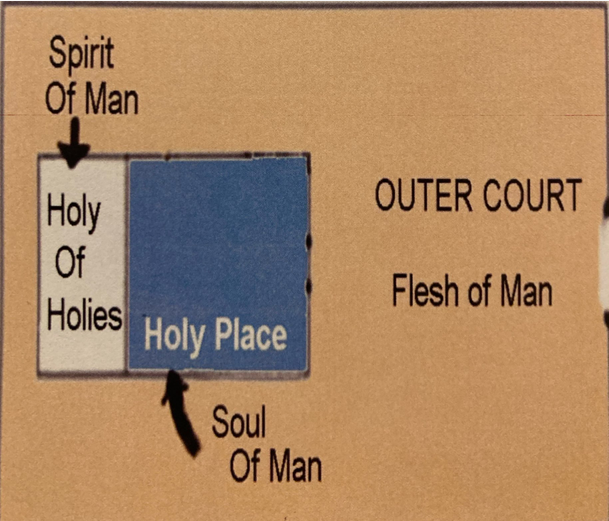 Spirit
Of Man
Holy
Of
Holies
Holy Place
OUTER COURT
Flesh of Man
Soul
Of Man